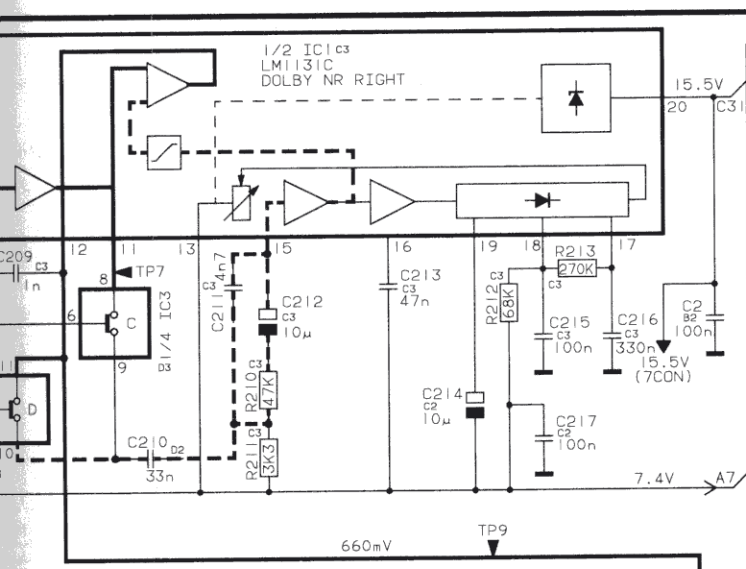 1/2 IC1 C3
LM1131C
DOLBY NR RIGHT
15.5V
20
C31
12
11
13
15
16
19
18
17
C209
C3
1n
TP7
8
6
C
9
1/4 IC3
D3
C211
C3
4n7
C212
C3
10µ
C213
C3
47n
R212
C3
68K
R213
270K
C3
C215
C3
100n
C216
C3
330n
C2
B2
100n
15.5V
(7CON)
11
D
10
R210
C3
47K
C214
C2
10µ
C217
C2
100n
C210
D2
33n
R211
C3
3K3
7.4V
A7
TP9
660mV